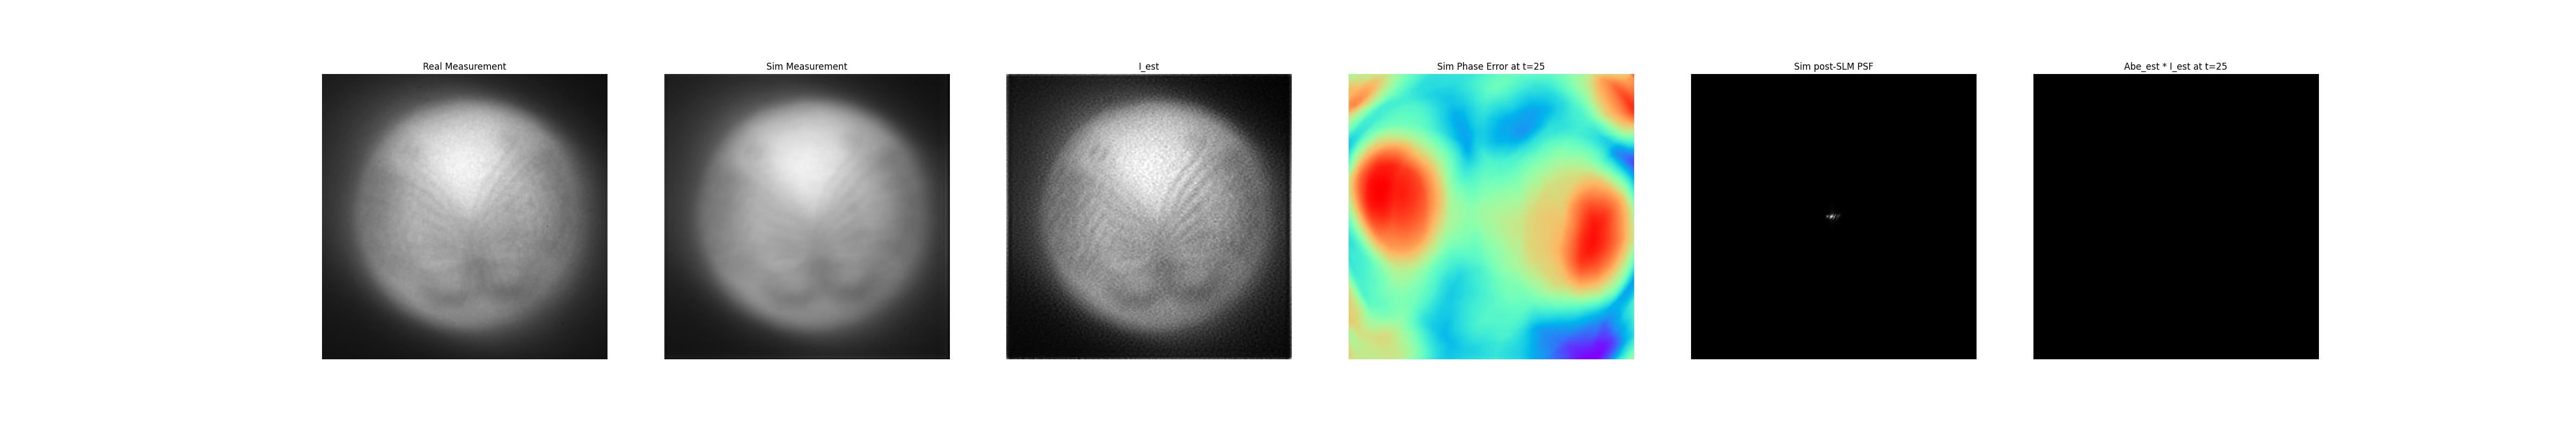 Real Measurement
Sim Measurement
I_est
Sim Phase Error at t=25
Sim post-SLM PSF
Abe_est * I_est at t=25